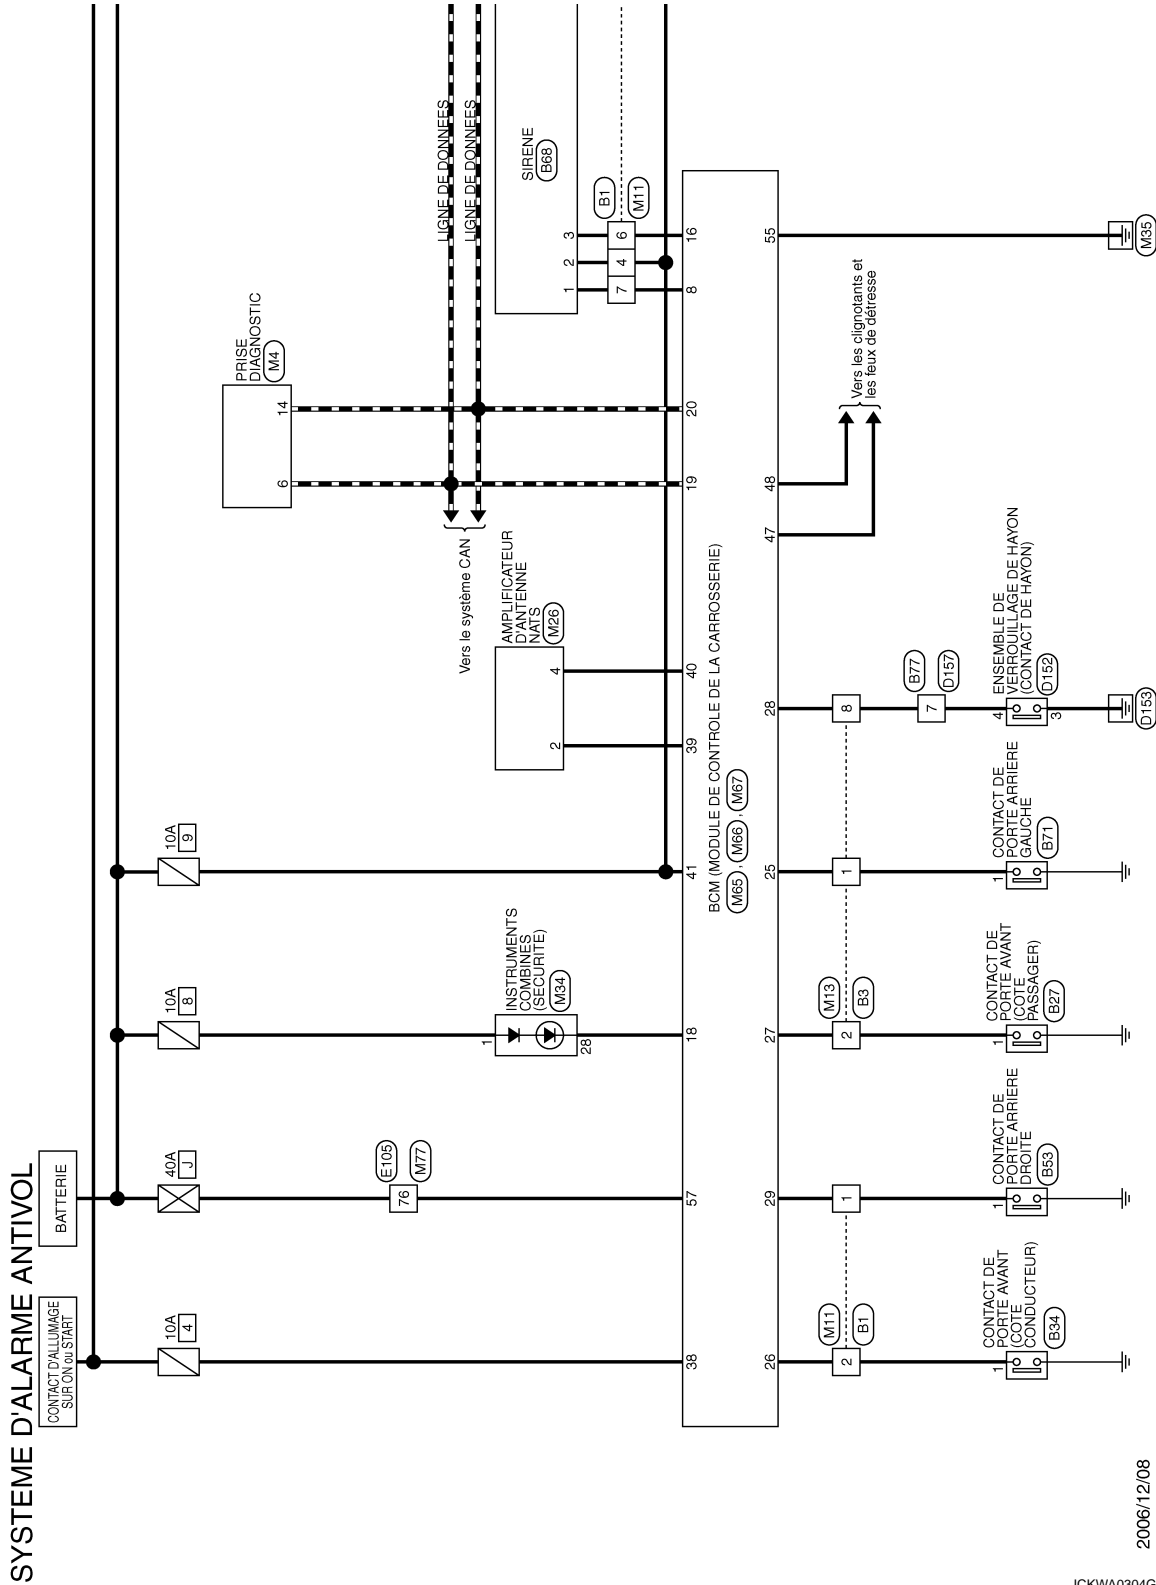 SYSTEME D'ALARME ANTIVOL
CONTACT D'ALLUMAGE
SUR ON ou START
BATTERIE
10A
4
40A
J
10A
8
10A
9
76
E105
M77
PRISE
DIAGNOSTIC
M4
6
14
LIGNE DE DONNEES
LIGNE DE DONNEES
Vers le système CAN
INSTRUMENTS
COMBINES
(SECURITE)
M34
1
28
AMPLIFICATEUR
D'ANTENNE
NATS
M26
2
4
SIRENE
B68
1
2
3
7
4
6
B1
M11
38
57
18
41
39
40
19
20
8
16
BCM (MODULE DE CONTROLE DE LA CARROSSERIE)
M65 , M66 , M67
26
29
27
25
28
47
48
55
Vers les clignotants et
les feux de détresse
2
M11
B1
1
2
M13
B3
1
8
7
B77
D157
CONTACT DE
PORTE AVANT
(COTE
CONDUCTEUR)
B34
1
CONTACT DE
PORTE ARRIERE
DROITE
B53
1
CONTACT DE
PORTE AVANT
(COTE
PASSAGER)
B27
1
CONTACT DE
PORTE ARRIERE
GAUCHE
B71
1
ENSEMBLE DE
VERROUILLAGE DE HAYON
(CONTACT DE HAYON)
D152
4
3
D153
M35
2006/12/08
JCKWA0304G